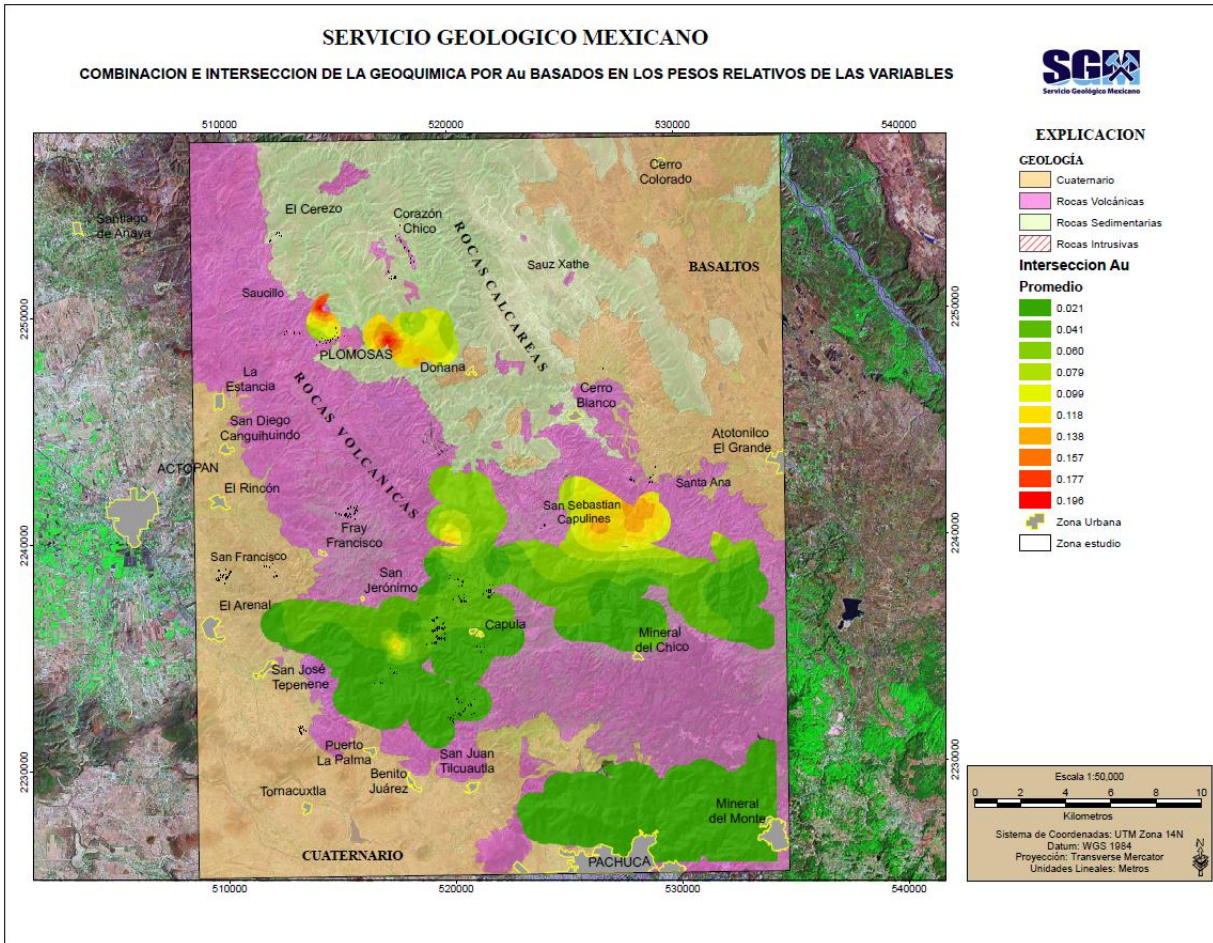 SERVICIO GEOLOGICO MEXICANO
COMBINACION E INTERSECCION DE LA GEOQUIMICA POR Au BASADOS EN LOS PESOS RELATIVOS DE LAS VARIABLES
SGM
Servicio Geológico Mexicano
510000
520000
530000
540000
2250000
2240000
2230000
2250000
2240000
2230000
510000
520000
530000
540000
Santiago
de Anaya
El Cerezo
Corazón
Chico
Cerro
Colorado
ROCAS CALCAREAS
Sauz Xathe
BASALTOS
Saucillo
PLOMOSAS
Doñana
La
Estancia
ROCAS VOLCANICAS
Cerro
Blanco
San Diego
Canguihuindo
Atotonilco
El Grande
ACTOPAN
El Rincón
Santa Ana
San Sebastian
Capulines
Fray
Francisco
San Francisco
San
Jerónimo
El Arenal
Capula
Mineral
del Chico
San José
Tepenene
Puerto
La Palma
San Juan
Tilcuautla
Benito
Juárez
Tornacuxtla
Mineral
del Monte
CUATERNARIO
PACHUCA
EXPLICACION
GEOLOGÍA
Cuaternario
Rocas Volcánicas
Rocas Sedimentarias
Rocas Intrusivas
Interseccion Au
Promedio
0.021
0.041
0.060
0.079
0.099
0.118
0.138
0.157
0.177
0.196
Zona Urbana
Zona estudio
Escala 1:50,000
0 2 4 6 8 10
Kilometros
Sistema de Coordenadas: UTM Zona 14N
Datum: WGS 1984
Proyección: Transverse Mercator
Unidades Lineales: Metros
N